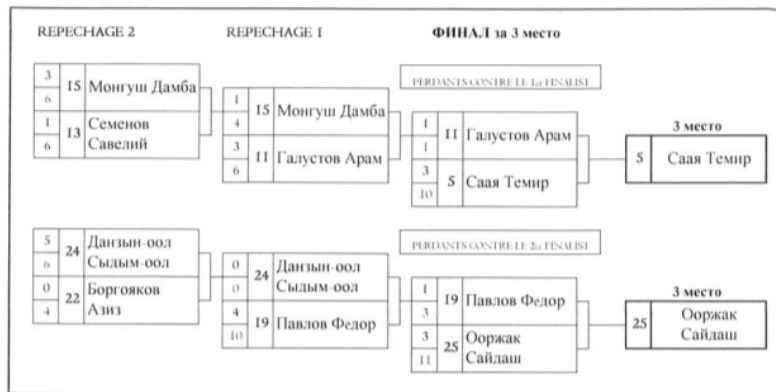 REPECHAGE 2 REPECHAGE 1 ФИНАЛ за 3 место
PERDANTS CONTRE LE 1er FINALIST
3 6 15 Монгуш Дамба
1 6 13 Семенов
Савелий
1 4 15 Монгуш Дамба
3 6 11 Галустов Арам
1 1 11 Галустов Арам
3 10 5 Саая Темир
3 место
5 Саая Темир
PERDANTS CONTRE LE 2er FINALIST
5 6 24 Данзын-оол
Сыдым-оол
0 4 22 Боргояков
Азиз
0 0 24 Данзын-оол
Сыдым-оол
4 10 19 Павлов Федор
1 3 19 Павлов Федор
3 11 25 Ооржак
Сайдаш
3 место
25 Ооржак
Сайдаш